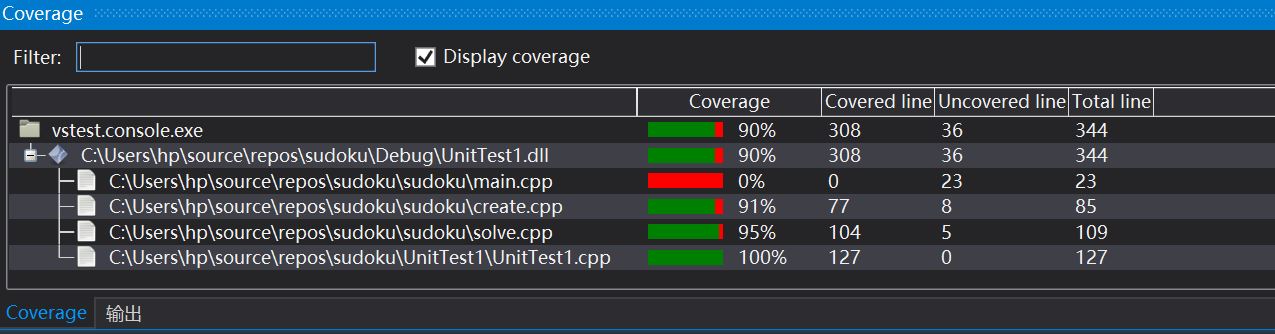 Coverage
Filter: Display coverage
Coverage Covered line Uncovered line Total line
vstest.console.exe 90% 308 36 344
C:\Users\hp\source\repos\sudoku\Debug\UnitTest1.dll 90% 308 36 344
C:\Users\hp\source\repos\sudoku\sudoku\main.cpp 0% 0 23 23
C:\Users\hp\source\repos\sudoku\sudoku\create.cpp 91% 77 8 85
C:\Users\hp\source\repos\sudoku\sudoku\solve.cpp 95% 104 5 109
C:\Users\hp\source\repos\sudoku\UnitTest1\UnitTest1.cpp 100% 127 0 127
Coverage 输出